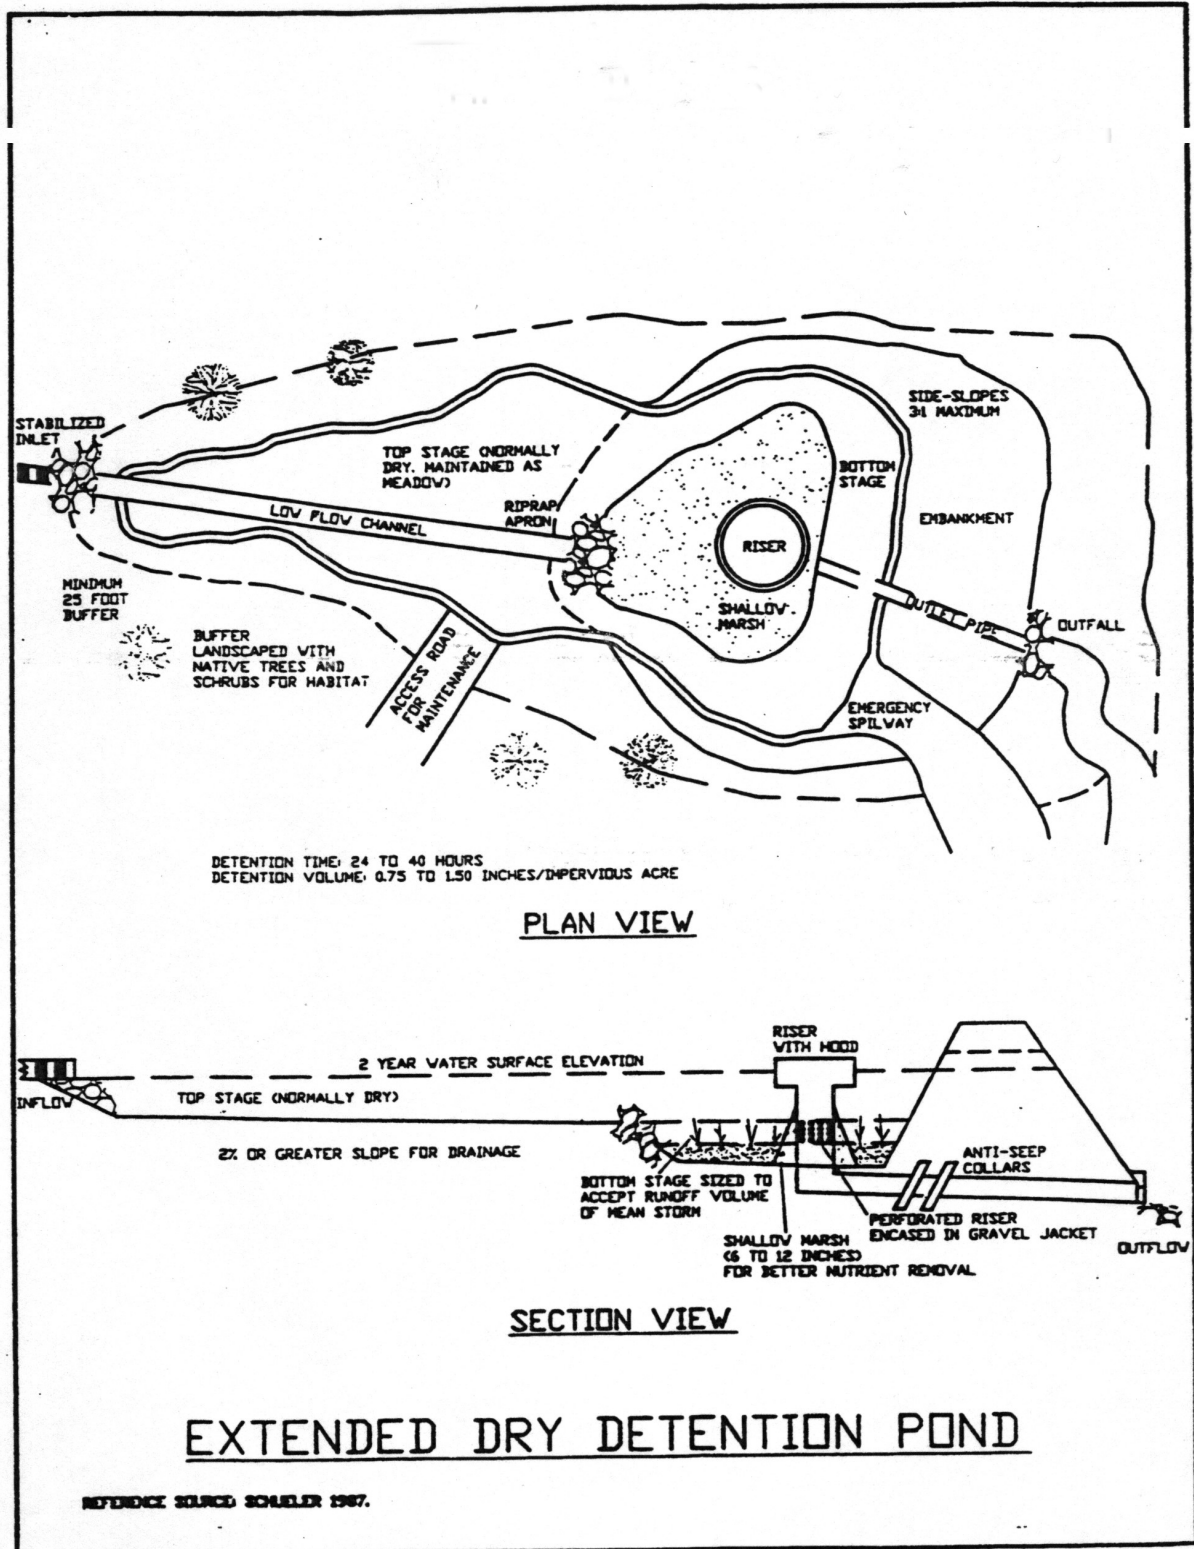 STABILIZED
INLET
TOP STAGE (NORMALLY
DRY. MAINTAINED AS
MEADOW)
SIDE-SLOPES
3:1 MAXIMUM
BOTTOM
STAGE
RIPRAP
APRON
LOW FLOW CHANNEL
EMBANKMENT
RISER
MINIMUM
25 FOOT
BUFFER
SHALLOW
MARSH
OUTLET PIPE
OUTFALL
BUFFER
LANDSCAPED WITH
NATIVE TREES AND
SCHRUBS FOR HABITAT
ACCESS ROAD
FOR
MAINTENANCE
EMERGENCY
SPILWAY
DETENTION TIME: 24 TO 40 HOURS
DETENTION VOLUME: 0.75 TO 1.50 INCHES/IMPERVIOUS ACRE
PLAN VIEW
RISER
WITH HOOD
2 YEAR WATER SURFACE ELEVATION
INFLOW
TOP STAGE (NORMALLY DRY)
2% OR GREATER SLOPE FOR DRAINAGE
ANTI-SEEP
COLLARS
BOTTOM STAGE SIZED TO
ACCEPT RUNOFF VOLUME
OF MEAN STORM
PERFORATED RISER
ENCASED IN GRAVEL JACKET
SHALLOW MARSH
(6 TO 12 INCHES)
FOR BETTER NUTRIENT REMOVAL
OUTFLOW
SECTION VIEW
EXTENDED DRY DETENTION POND
REFERENCE SOURCE: SCHUELER 1987.